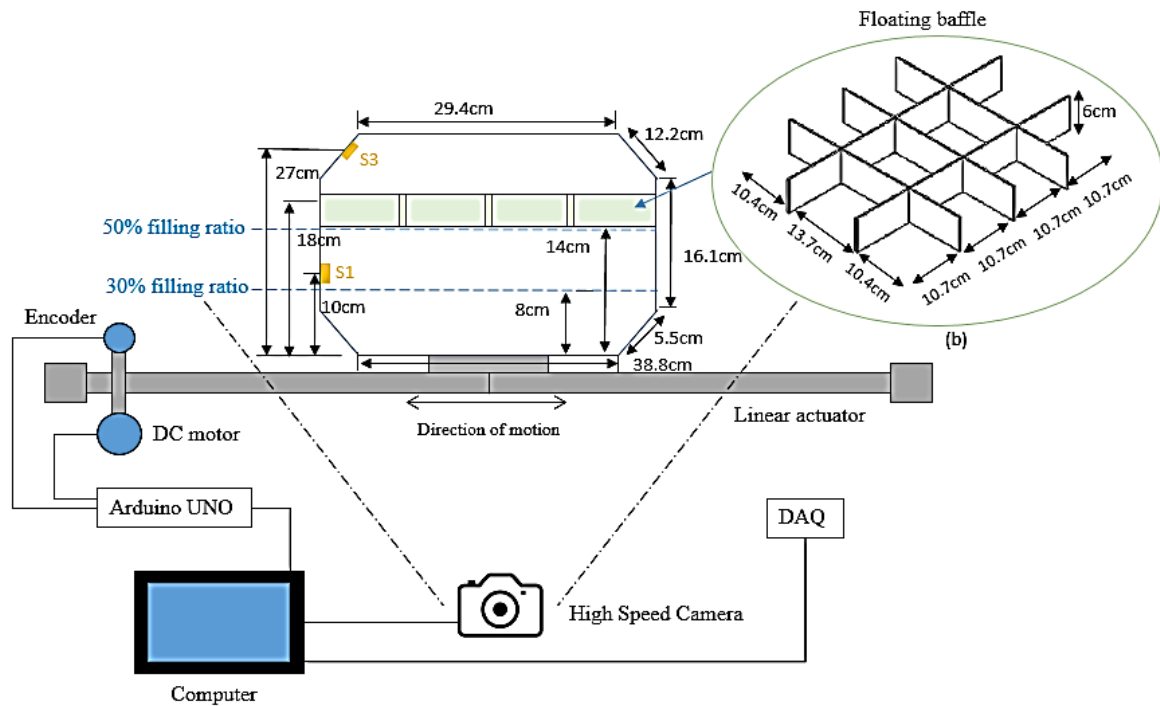 Floating baffle
29.4cm
12.2cm
6cm
S3
27cm
10.4cm
13.7cm
10.4cm
10.7cm
10.7cm
10.7cm
10.7cm
50% filling ratio
18cm
14cm
16.1cm
S1
30% filling ratio
10cm
8cm
5.5cm
(b)
Encoder
38.8cm
Linear actuator
Direction of motion
DC motor
Arduino UNO
DAQ
High Speed Camera
Computer